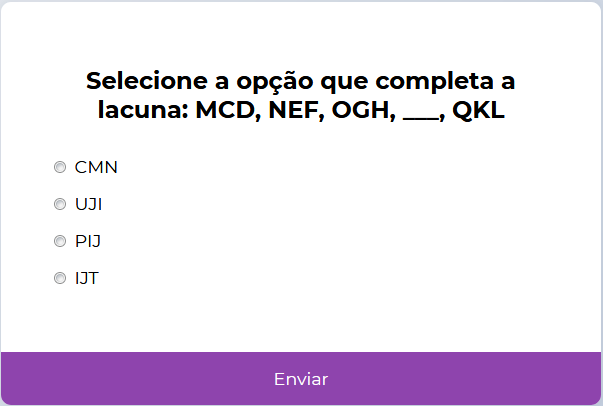 Selecione a opção que completa a
lacuna: MCD, NEF, OGH, ___, QKL
CMN
UJI
PIJ
IJT
Enviar